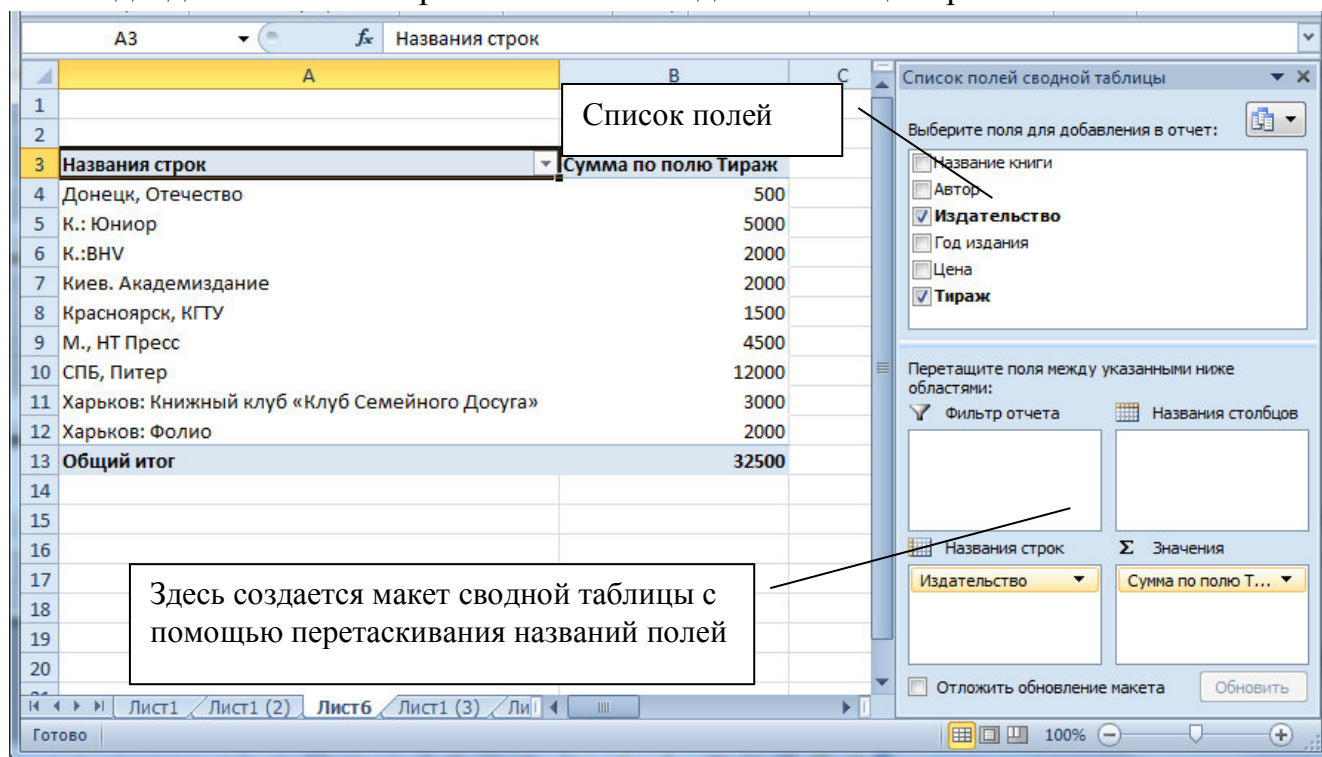 A3 fx Названия строк
A B C
1
2
3 Названия строк Сумма по полю Тираж
4 Донецк, Отечество 500
5 К.: Юниор 5000
6 К.:BHV 2000
7 Киев. Академиздание 2000
8 Красноярск, КГТУ 1500
9 М., НТ Пресс 4500
10 СПБ, Питер 12000
11 Харьков: Книжный клуб «Клуб Семейного Досуга» 3000
12 Харьков: Фолио 2000
13 Общий итог 32500
14
15
16
17
18
19
20
Список полей
Здесь создается макет сводной таблицы с
помощью перетаскивания названий полей
Список полей сводной таблицы
Выберите поля для добавления в отчет:
Название книги
Автор
Издательство
Год издания
Цена
Тираж
Перетащите поля между указанными ниже
областями:
Фильтр отчета Названия столбцов
Названия строк Σ Значения
Издательство Сумма по полю Т...
Отложить обновление макета Обновить
Лист1 Лист1 (2) Лист6 Лист1 (3) Ли
Готово 100%